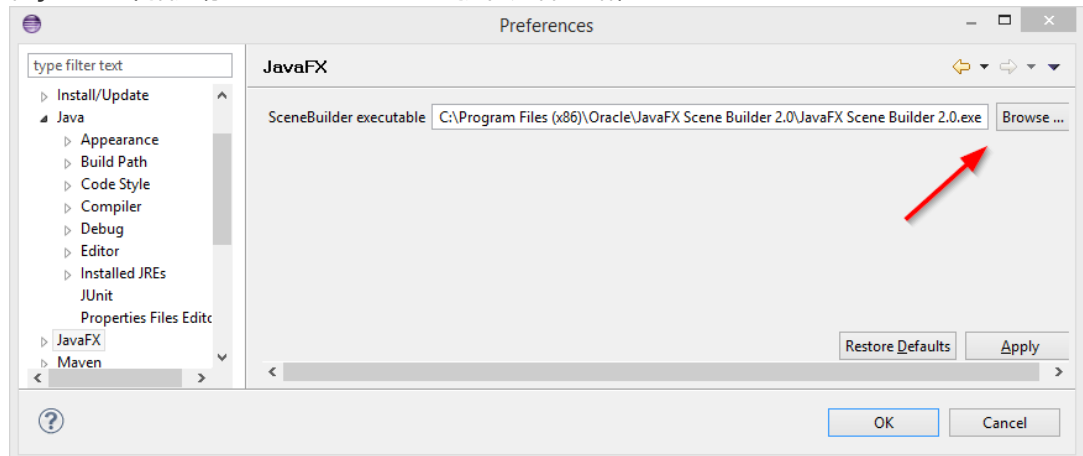 Preferences
type filter text
JavaFX
Install/Update
Java
Appearance
Build Path
Code Style
Compiler
Debug
Editor
Installed JREs
JUnit
Properties Files Edito
JavaFX
Maven
SceneBuilder executable C:\Program Files (x86)\Oracle\JavaFX Scene Builder 2.0\JavaFX Scene Builder 2.0.exe Browse ...
Restore Defaults Apply
OK Cancel